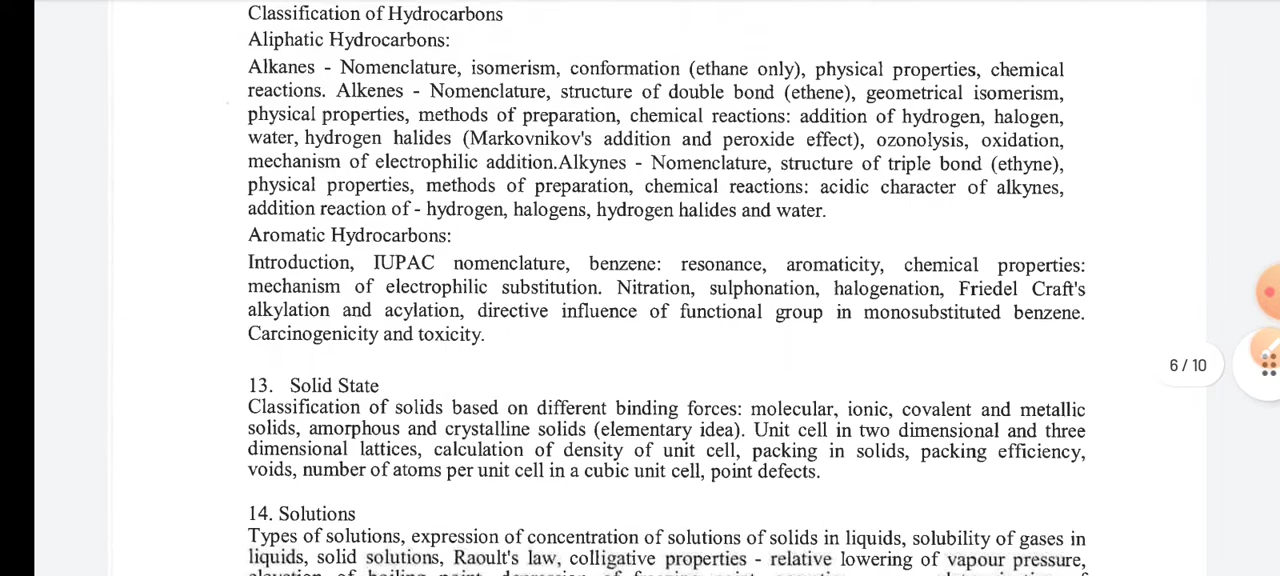 Classification of Hydrocarbons
Aliphatic Hydrocarbons:
Alkanes - Nomenclature, isomerism, conformation (ethane only), physical properties, chemical
reactions. Alkenes - Nomenclature, structure of double bond (ethene), geometrical isomerism,
physical properties, methods of preparation, chemical reactions: addition of hydrogen, halogen,
water, hydrogen halides (Markovnikov's addition and peroxide effect), ozonolysis, oxidation,
mechanism of electrophilic addition.Alkynes - Nomenclature, structure of triple bond (ethyne),
physical properties, methods of preparation, chemical reactions: acidic character of alkynes,
addition reaction of - hydrogen, halogens, hydrogen halides and water.
Aromatic Hydrocarbons:
Introduction, IUPAC nomenclature, benzene: resonance, aromaticity, chemical properties:
mechanism of electrophilic substitution. Nitration, sulphonation, halogenation, Friedel Craft's
alkylation and acylation, directive influence of functional group in monosubstituted benzene.
Carcinogenicity and toxicity.
6 / 10
13. Solid State
Classification of solids based on different binding forces: molecular, ionic, covalent and metallic
solids, amorphous and crystalline solids (elementary idea). Unit cell in two dimensional and three
dimensional lattices, calculation of density of unit cell, packing in solids, packing efficiency,
voids, number of atoms per unit cell in a cubic unit cell, point defects.
14. Solutions
Types of solutions, expression of concentration of solutions of solids in liquids, solubility of gases in
liquids, solid solutions, Raoult's law, colligative properties - relative lowering of vapour pressure,